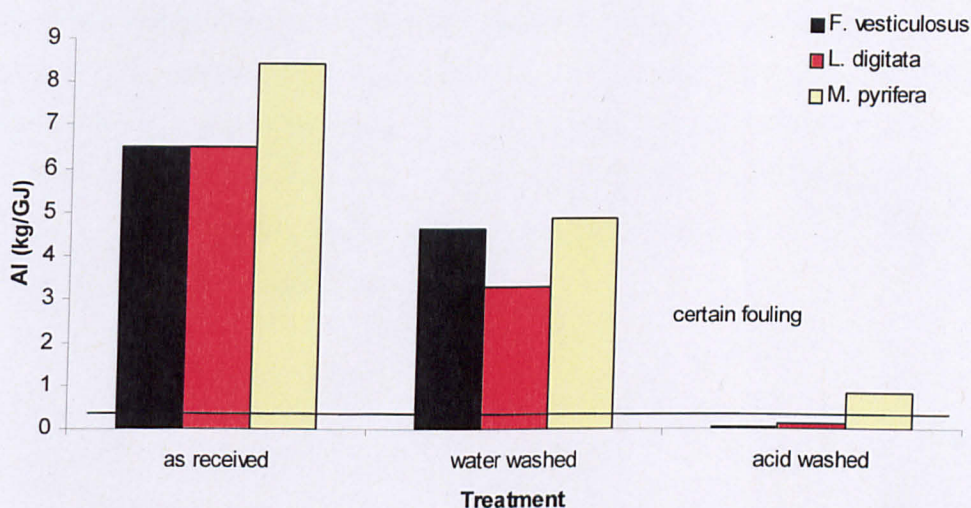 F. vesticulosus
L. digitata
M. pyrifera
9
8
7
6
5
4
3
2
1
0
AI (kg/GJ)
certain fouling
as received
water washed
acid washed
Treatment